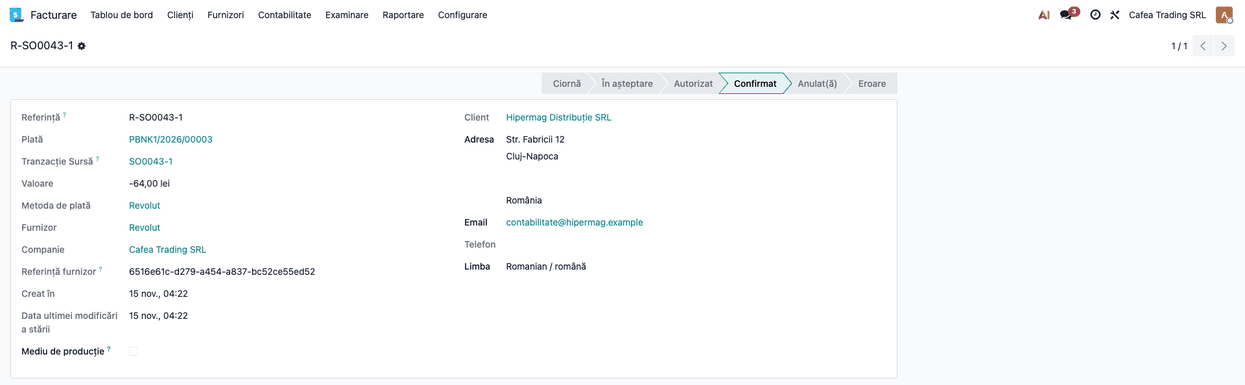 Facturare Tablou de bord Clienți Furnizori Contabilitate Examinare Raportare Configurare AI 3 Cafea Trading SRL A
R-SO0043-1 1 / 1
Ciornă În așteptare Autorizat Confirmat Anulat(ă) Eroare
Referință ? R-SO0043-1
Plată PBNK1/2026/00003
Tranzacție Sursă ? SO0043-1
Valoare -64,00 lei
Metoda de plată Revolut
Furnizor Revolut
Companie Cafea Trading SRL
Referință furnizor ? 6516e61c-d279-a454-a837-bc52ce55ed52
Creat în 15 nov., 04:22
Data ultimei modificări 15 nov., 04:22
a stării
Mediu de producție ?
Client Hipermag Distribuție SRL
Adresa Str. Fabricii 12
Cluj-Napoca
România
Email contabilitate@hipermag.example
Telefon
Limba Romanian / română